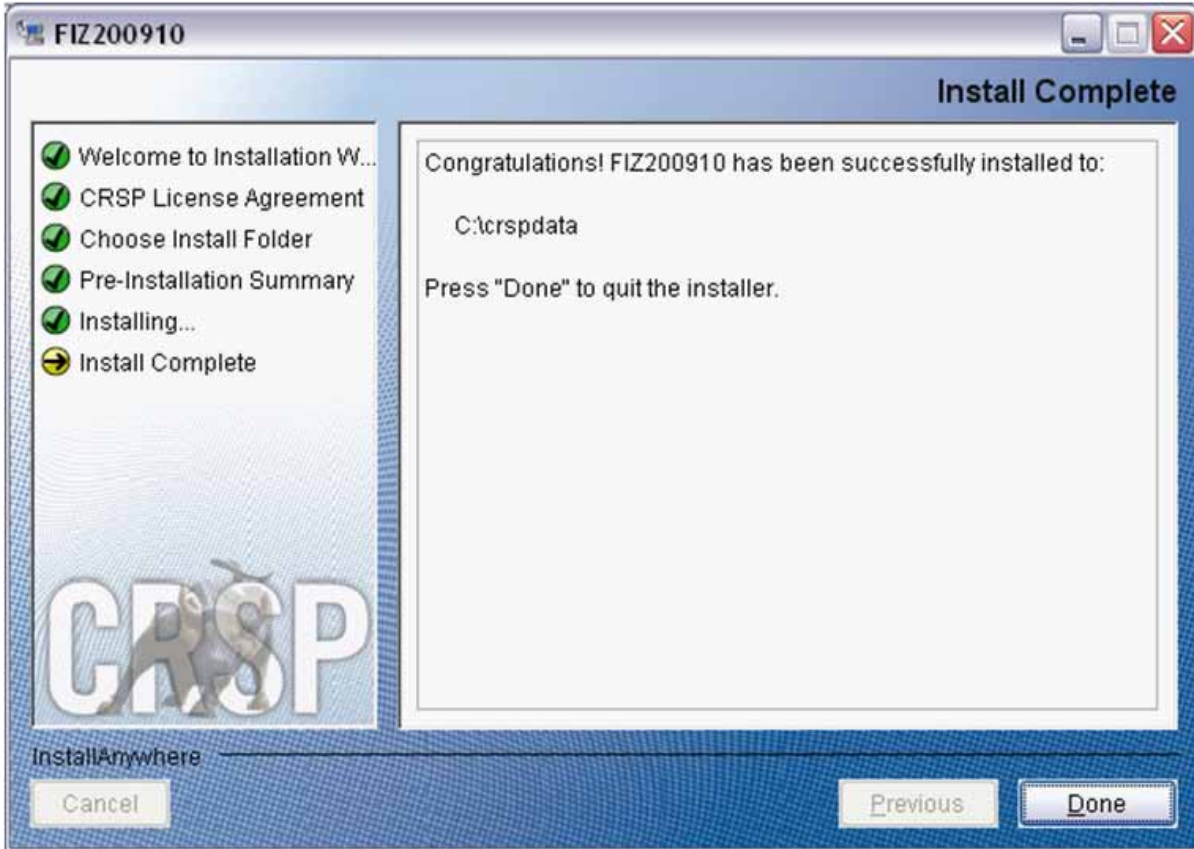 FIZ200910
Install Complete
Welcome to Installation W...
CRSP License Agreement
Choose Install Folder
Pre-Installation Summary
Installing...
Install Complete
CRSP
Congratulations! FIZ200910 has been successfully installed to:
C:\crspdata
Press "Done" to quit the installer.
InstallAnywhere
Cancel
Previous
Done